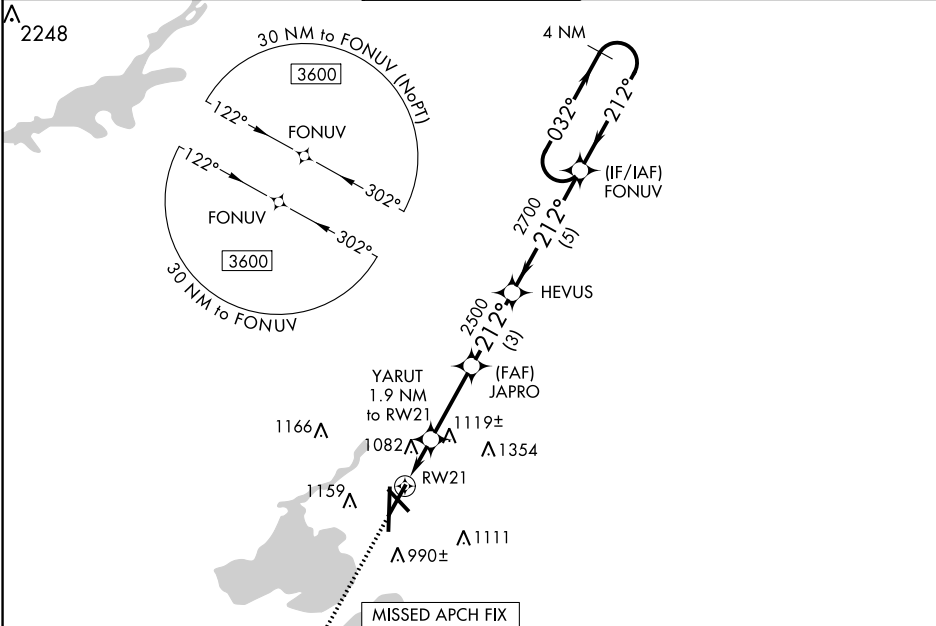 2248
30 NM to FONUV (NoPT)
3600
122°
FONUV
302°
122°
FONUV
302°
3600
30 NM to FONUV
4 NM
032°
212°
(IF/IAF)
FONUV
2700
212°
(5)
HEVUS
2500
212°
(3)
(FAF)
JAPRO
YARUT
1.9 NM
to RW21
1119±
1166
1082
1354
RW21
1159
1111
990±
MISSED APCH FIX